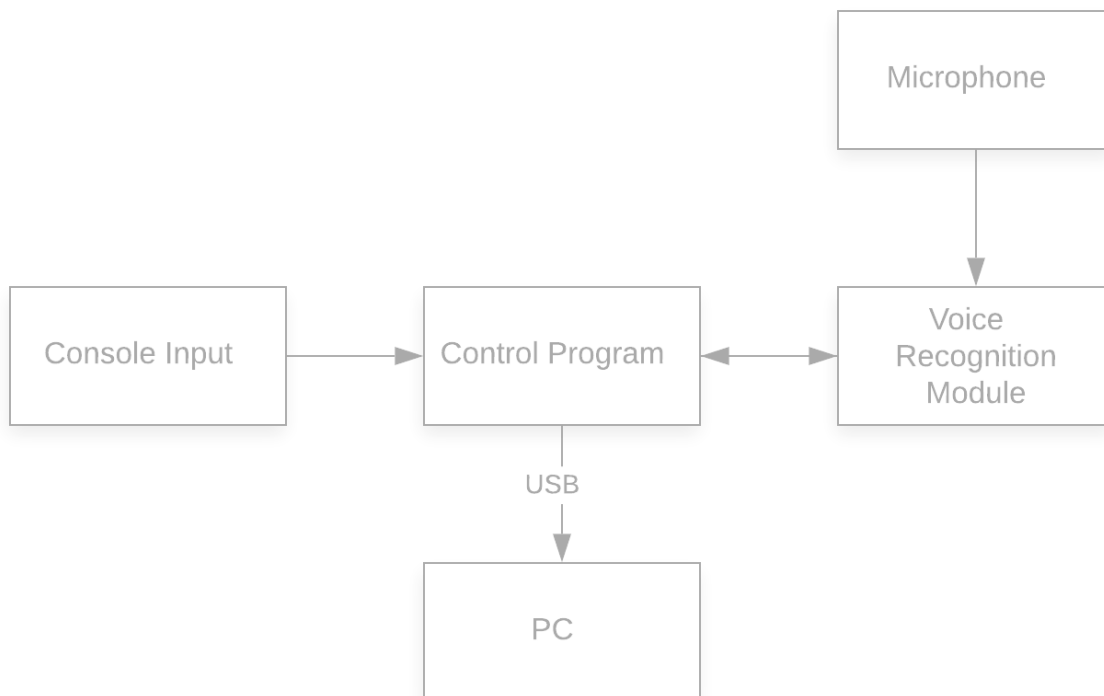 Microphone
Console Input
Control Program
Voice
Recognition
Module
USB
PC